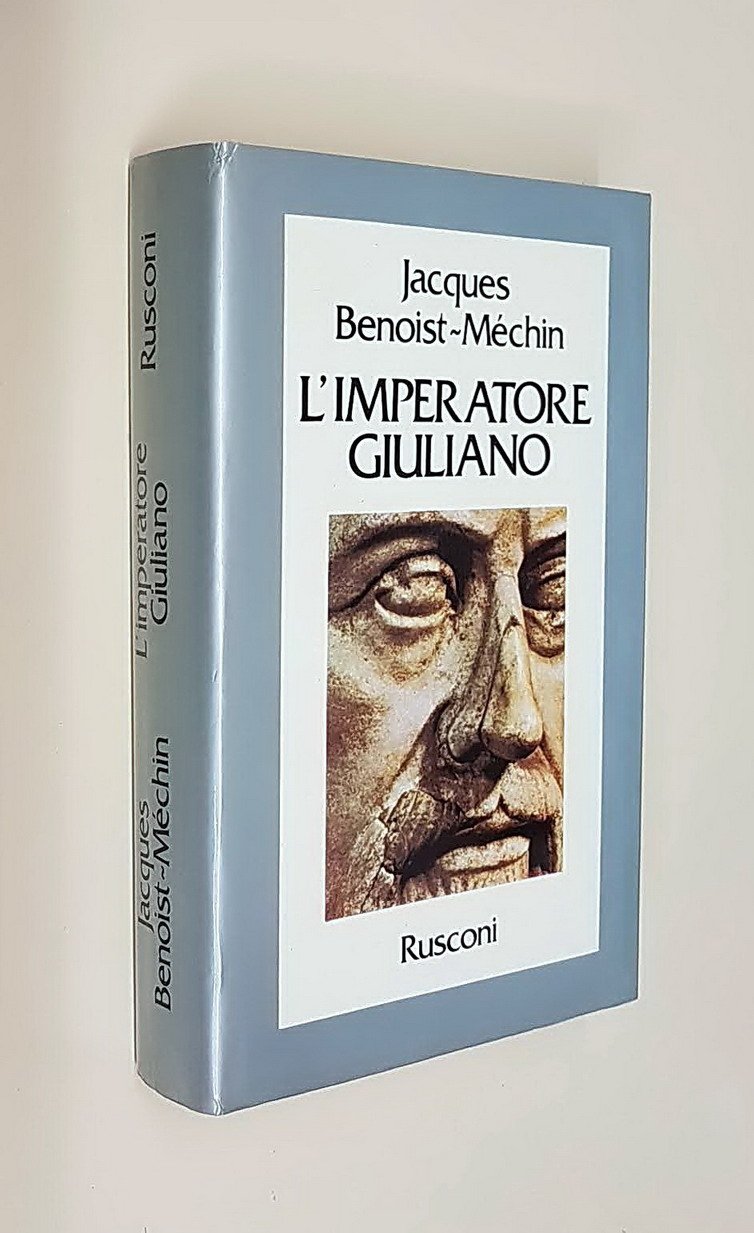 Jacques
Benoist~Méchin
L'IMPERATORE
GIULIANO
Rusconi
Jacques
Benoist~Méchin
L'imperatore
Giuliano
Rusconi